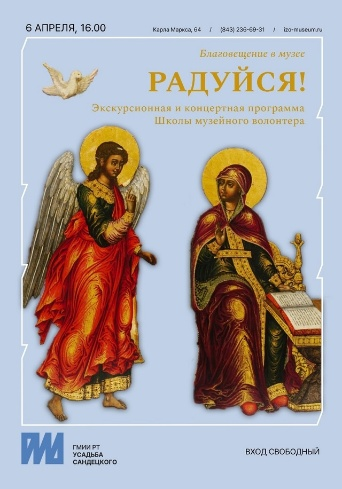 6 АПРЕЛЯ, 16.00
Карла Маркса, 64 / (843) 236-69-31 / izo-museum.ru
Благовещение в музее
РАДУЙСЯ!
Экскурсионная и концертная программа
Школы музейного волонтера
ГМИИ РТ
УСАДЬБА
САНДЕЦКОГО
ВХОД СВОБОДНЫЙ